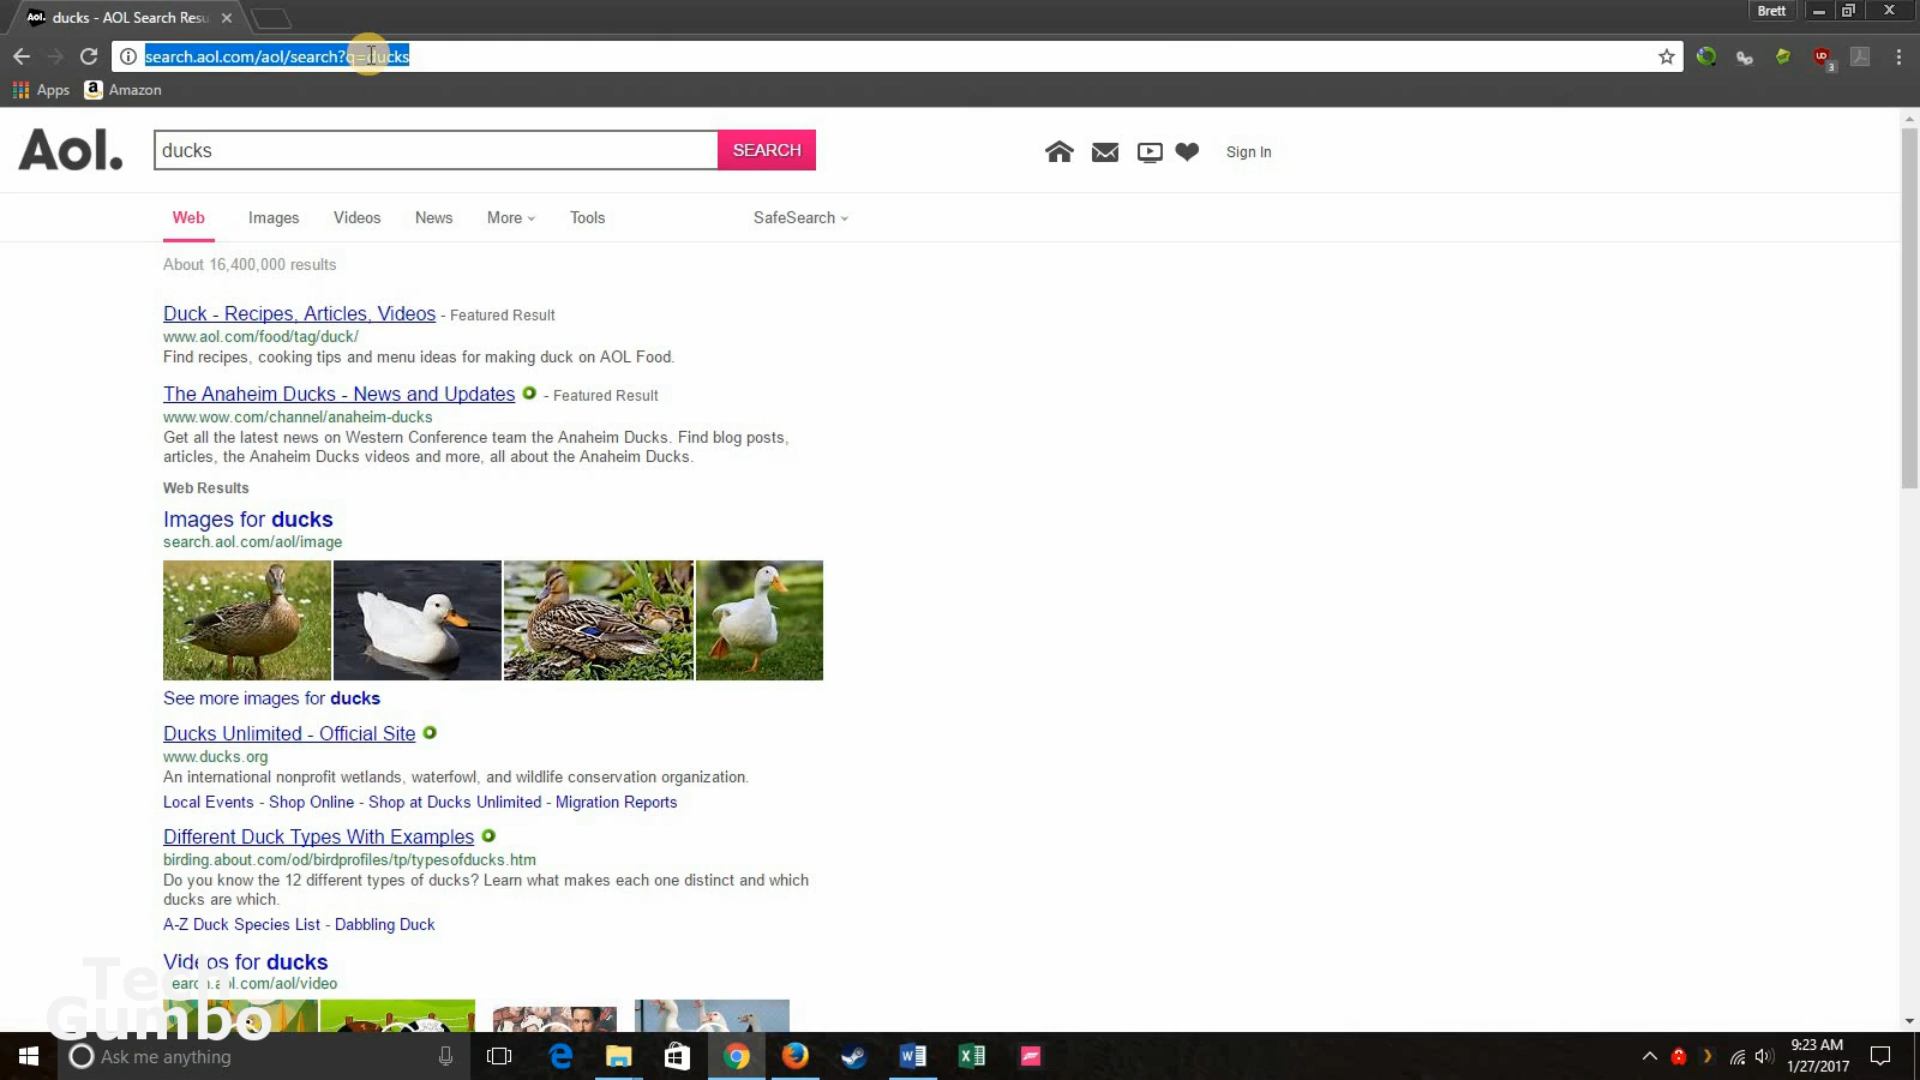 Aol. ducks - AOL Search Resu
Brett
search.aol.com/aol/search?q=ducks
UD
3
Apps
a Amazon
Aol.
ducks
SEARCH
Sign In
Web
Images
Videos
News
More
Tools
SafeSearch
About 16,400,000 results
Duck - Recipes, Articles, Videos - Featured Result
www.aol.com/food/tag/duck/
Find recipes, cooking tips and menu ideas for making duck on AOL Food.
The Anaheim Ducks - News and Updates - Featured Result
www.wow.com/channel/anaheim-ducks
Get all the latest news on Western Conference team the Anaheim Ducks. Find blog posts,
articles, the Anaheim Ducks videos and more, all about the Anaheim Ducks.
Web Results
Images for ducks
search.aol.com/aol/image
See more images for ducks
Ducks Unlimited - Official Site
www.ducks.org
An international nonprofit wetlands, waterfowl, and wildlife conservation organization.
Local Events - Shop Online - Shop at Ducks Unlimited - Migration Reports
Different Duck Types With Examples
birding.about.com/od/birdprofiles/tp/typesofducks.htm
Do you know the 12 different types of ducks? Learn what makes each one distinct and which
ducks are which.
A-Z Duck Species List - Dabbling Duck
Videos for ducks
search.aol.com/aol/video
Tech
Gumbo
Ask me anything
9:23 AM
1/27/2017